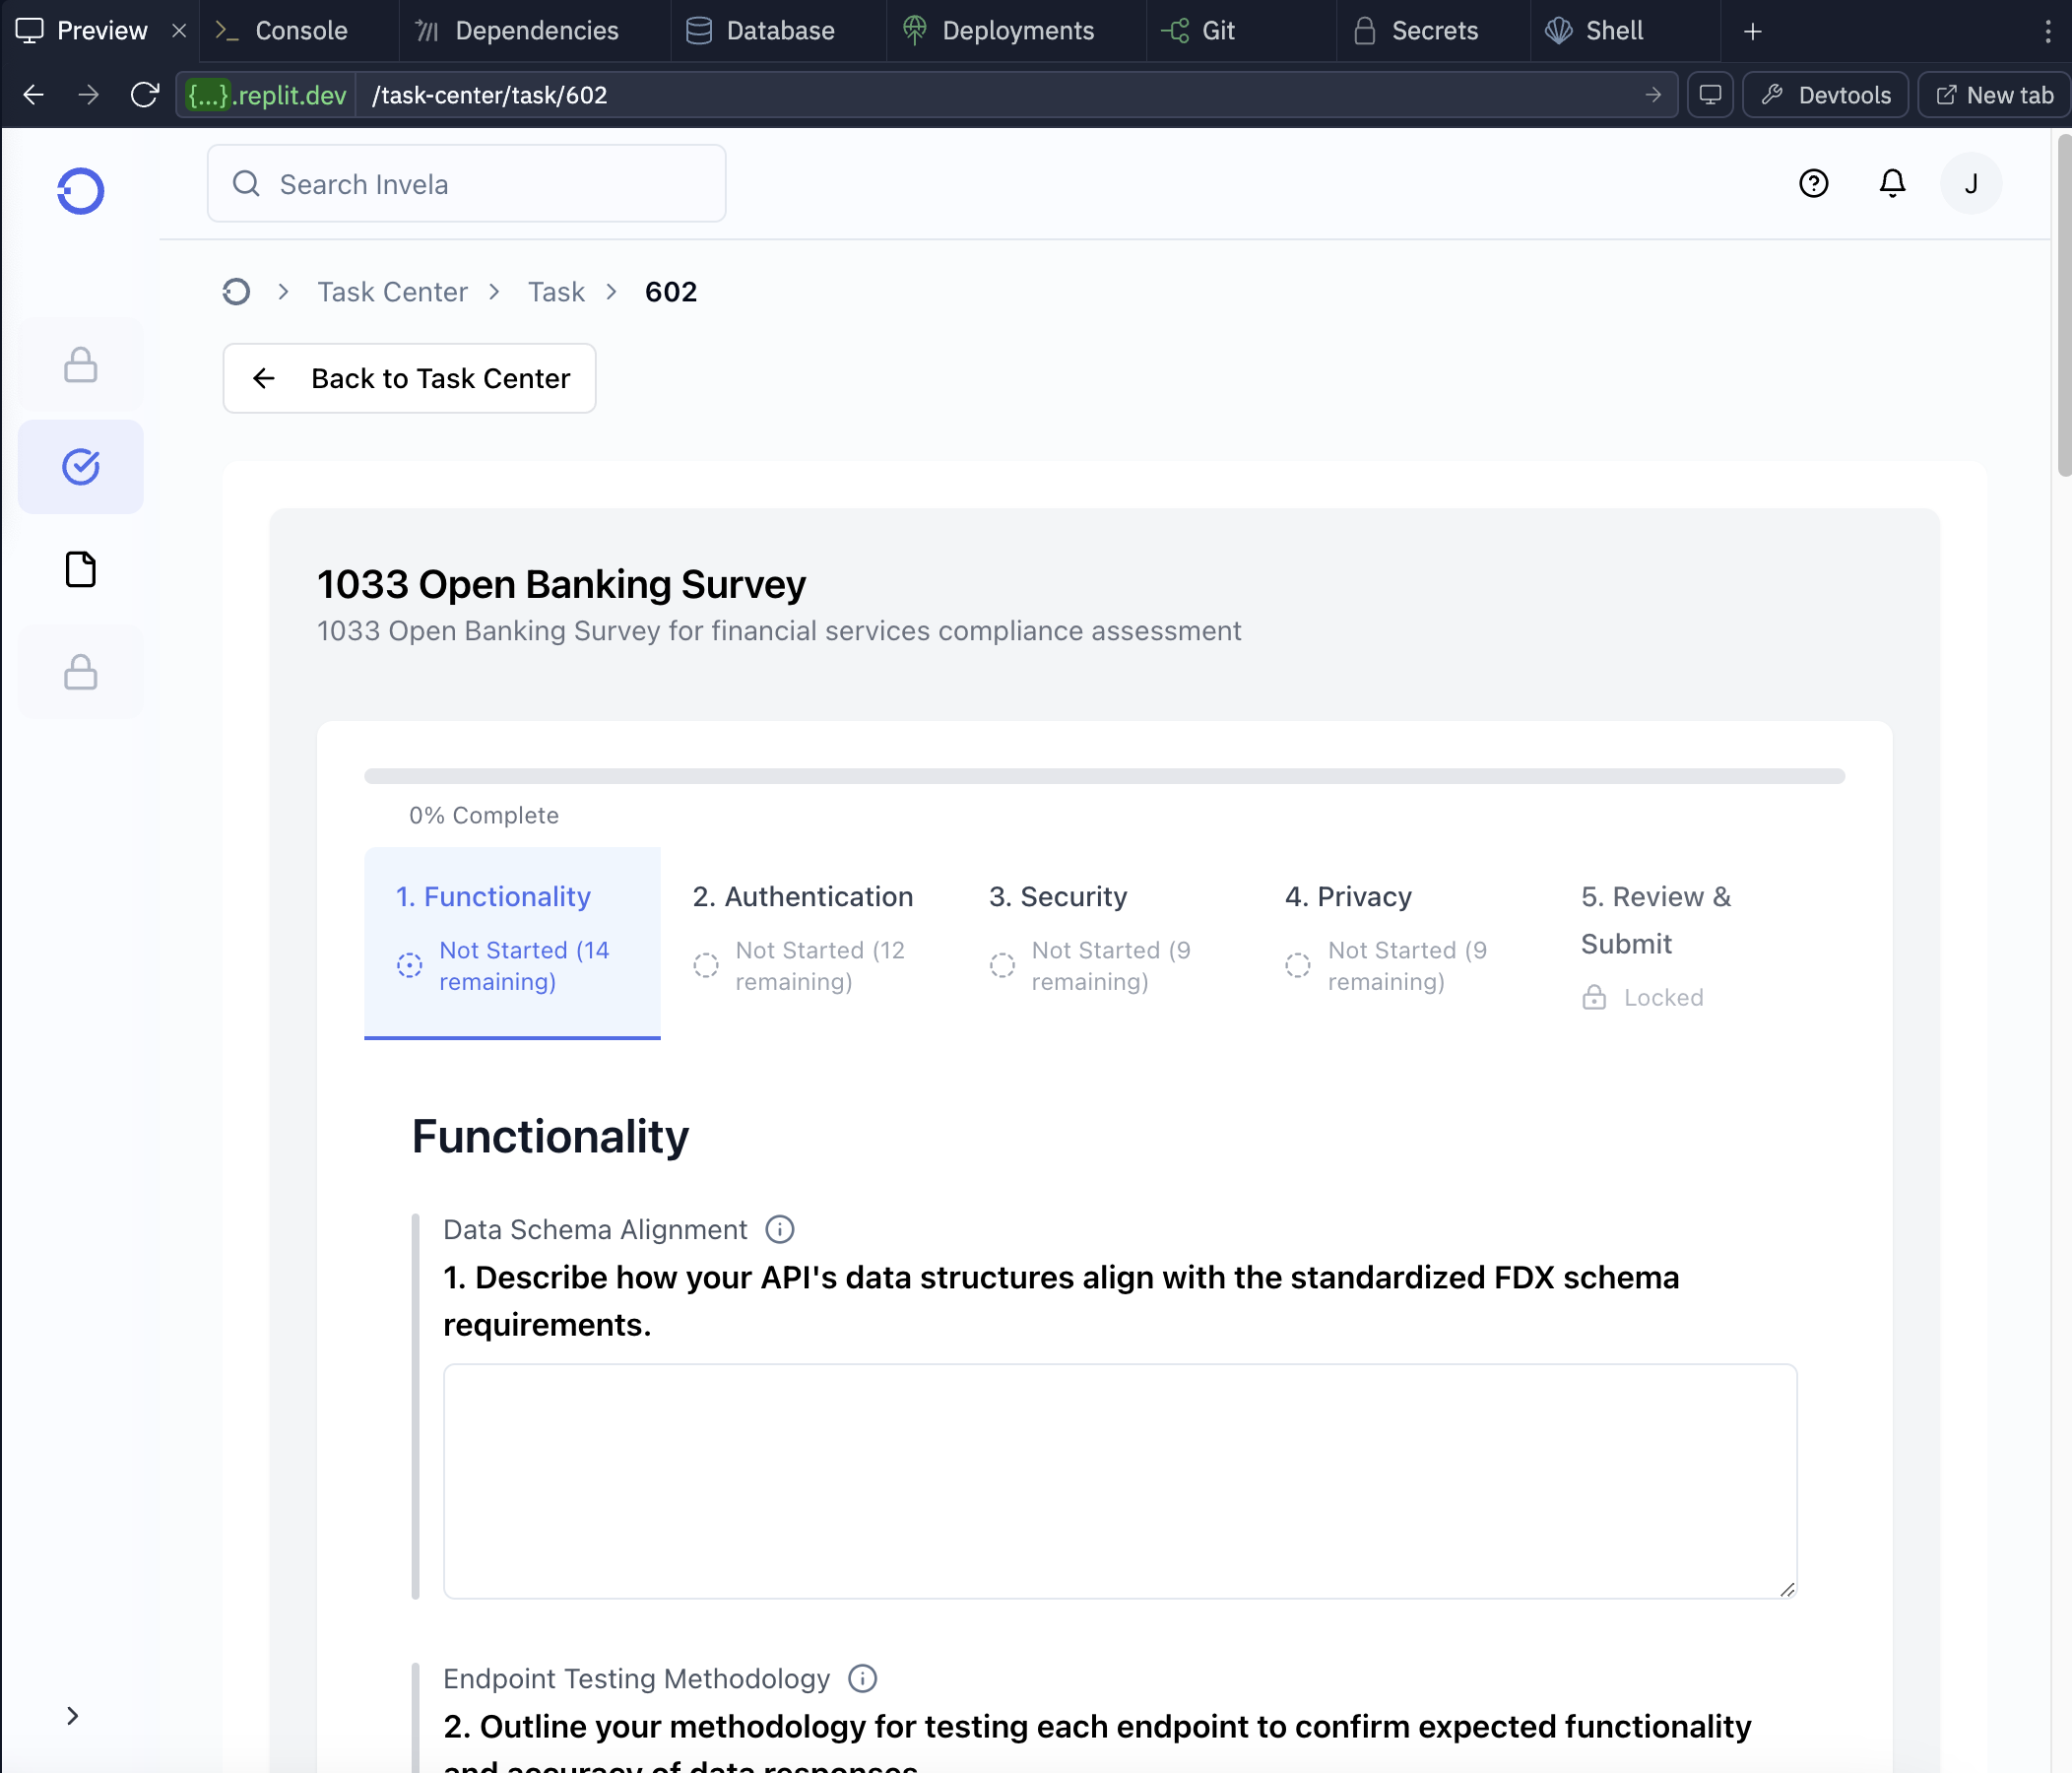 Preview
Console
Dependencies
Database
Deployments
Git
Secrets
Shell
{...}.replit.dev
/task-center/task/602
Devtools
New tab
Search Invela
J
Task Center
Task
602
Back to Task Center
1033 Open Banking Survey
1033 Open Banking Survey for financial services compliance assessment
0% Complete
1. Functionality
Not Started (14
remaining)
2. Authentication
Not Started (12
remaining)
3. Security
Not Started (9
remaining)
4. Privacy
Not Started (9
remaining)
5. Review &
Submit
Locked
Functionality
Data Schema Alignment
1. Describe how your API's data structures align with the standardized FDX schema
requirements.
Endpoint Testing Methodology
2. Outline your methodology for testing each endpoint to confirm expected functionality
and accuracy of data responses